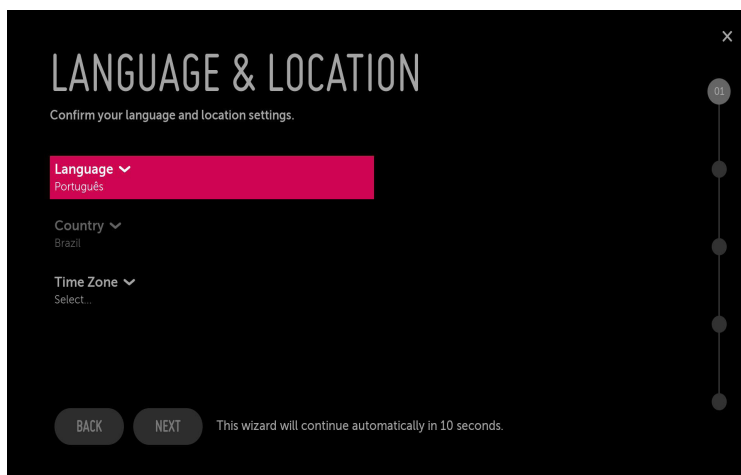 LANGUAGE & LOCATION
Confirm your language and location settings.
01
Language
Português
Country
Brazil
Time Zone
Select...
BACK
NEXT
This wizard will continue automatically in 10 seconds.